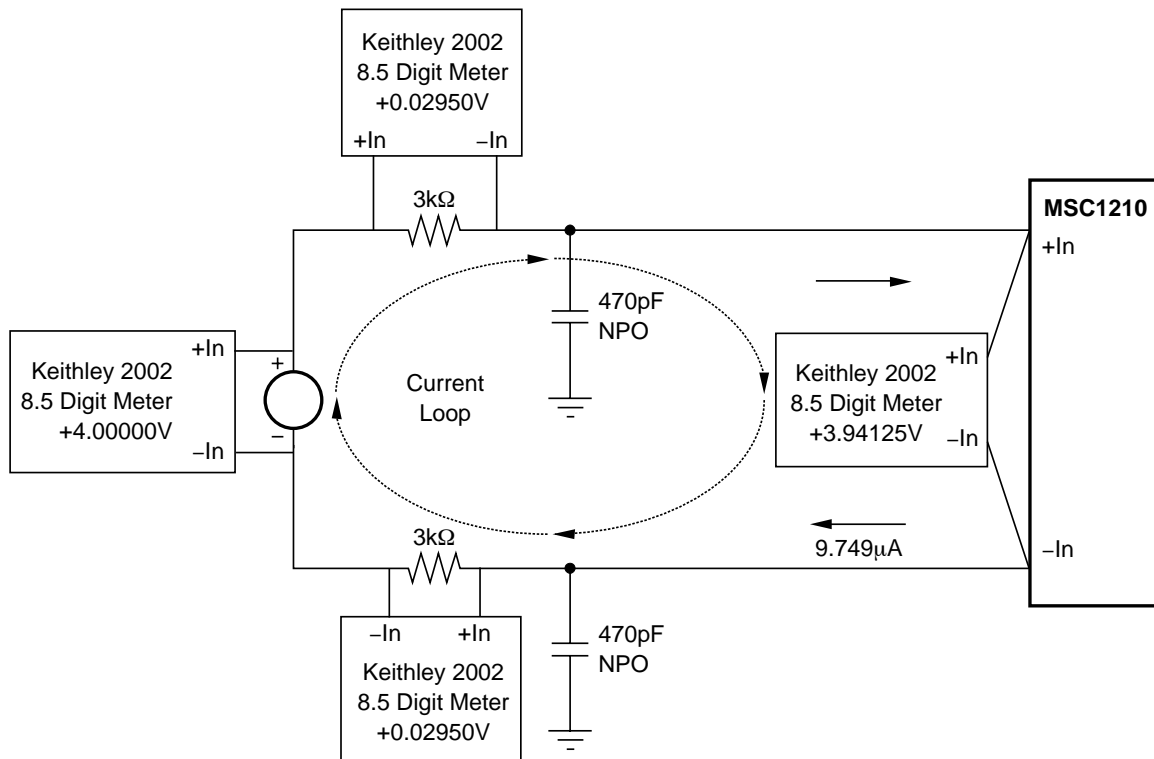 Keithley 2002
8.5 Digit Meter
+0.02950V
+In
−In
3kΩ
MSC1210
+In
470pF
NPO
+In
Keithley 2002
8.5 Digit Meter
+4.00000V
−In
+
−
Current
Loop
+In
Keithley 2002
8.5 Digit Meter
+3.94125V
−In
3kΩ
9.749μA
−In
−In
+In
Keithley 2002
8.5 Digit Meter
+0.02950V
470pF
NPO